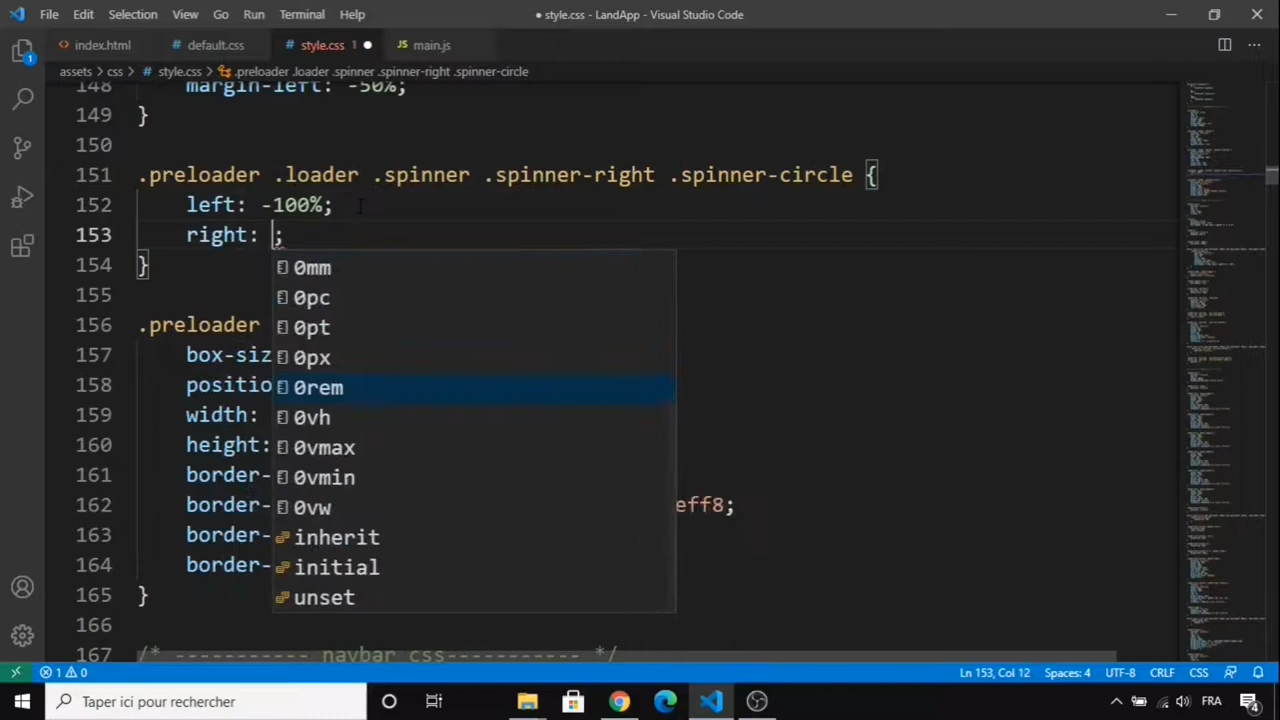 File Edit Selection View Go Run Terminal Help
● style.css - LandApp - Visual Studio Code
index.html
default.css
style.css 1
JS main.js
assets > css > style.css > .preloader .loader .spinner .spinner-right .spinner-circle
148 margin-left: -50%;
149 }
150
151 .preloader .loader .spinner .spinner-right .spinner-circle {
152 left: -100%;
153 right: ;
154 }
155
156 .preloader
157 box-siz
158 positio
159 width:
160 height:
161 border-
162 border- eff8;
163 border-
164 border-
165 }
166
167 /* ---------- navbar css---------- */
0mm
0pc
0pt
0px
0rem
0vh
0vmax
0vmin
0vw
inherit
initial
unset
1
1 0
Ln 153, Col 12 Spaces: 4 UTF-8 CRLF CSS
Taper ici pour rechercher
FRA
4